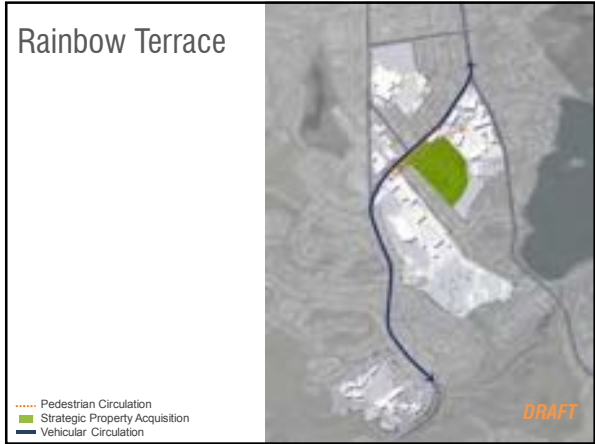 Rainbow Terrace
Pedestrian Circulation
Strategic Property Acquisition
Vehicular Circulation
DRAFT